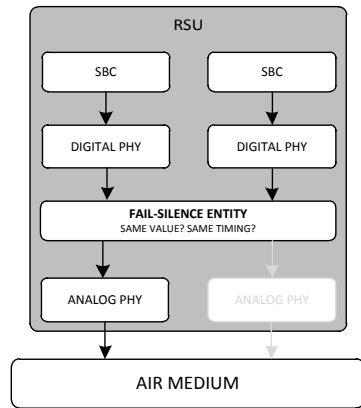 RSU
SBC
SBC
DIGITAL PHY
DIGITAL PHY
FAIL-SILENCE ENTITY
SAME VALUE? SAME TIMING?
ANALOG PHY
ANALOG PHY
AIR MEDIUM